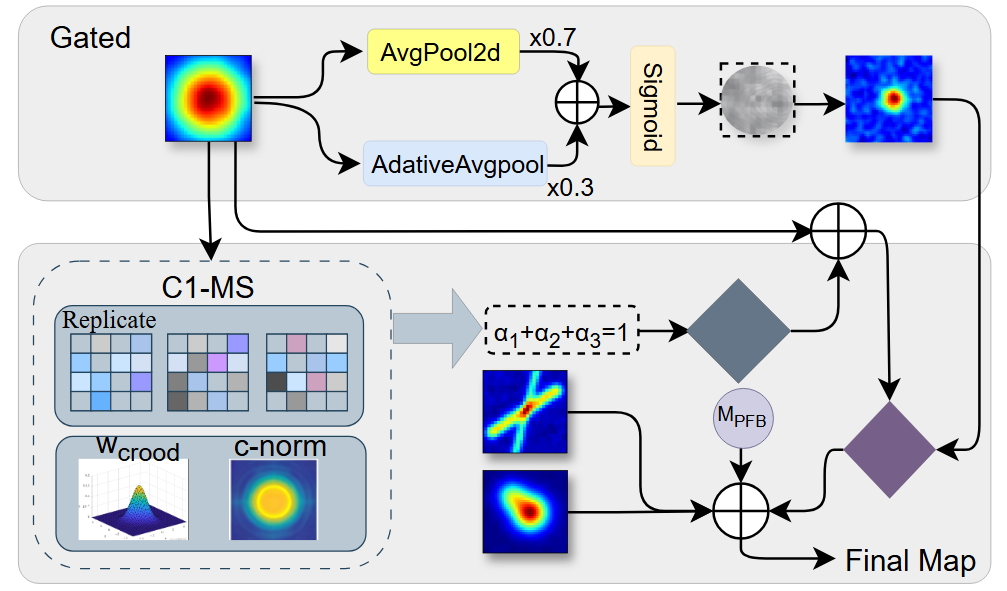 Gated
AvgPool2d
x0.7
Sigmoid
AdativeAvgpool
x0.3
C1-MS
Replicate
α1+α2+α3=1
MPFB
wcrood
c-norm
Final Map